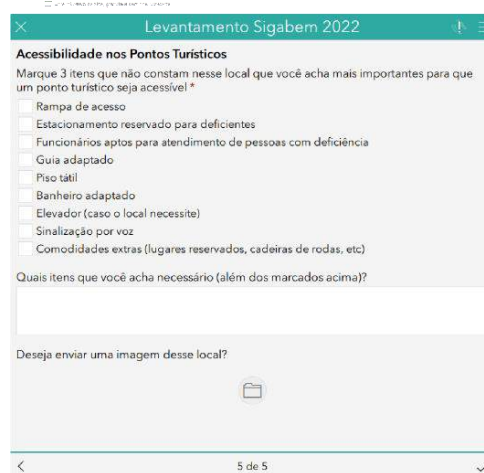 Levantamento Sigabem 2022
Acessibilidade nos Pontos Turísticos
Marque 3 itens que não constam nesse local que você acha mais importantes para que
um ponto turístico seja acessível *
Rampa de acesso
Estacionamento reservado para deficientes
Funcionários aptos para atendimento de pessoas com deficiência
Guia adaptado
Piso tátil
Banheiro adaptado
Elevador (caso o local necessite)
Sinalização por voz
Comodidades extras (lugares reservados, cadeiras de rodas, etc)
Quais itens que você acha necessário (além dos marcados acima)?
Deseja enviar uma imagem desse local?
5 de 5